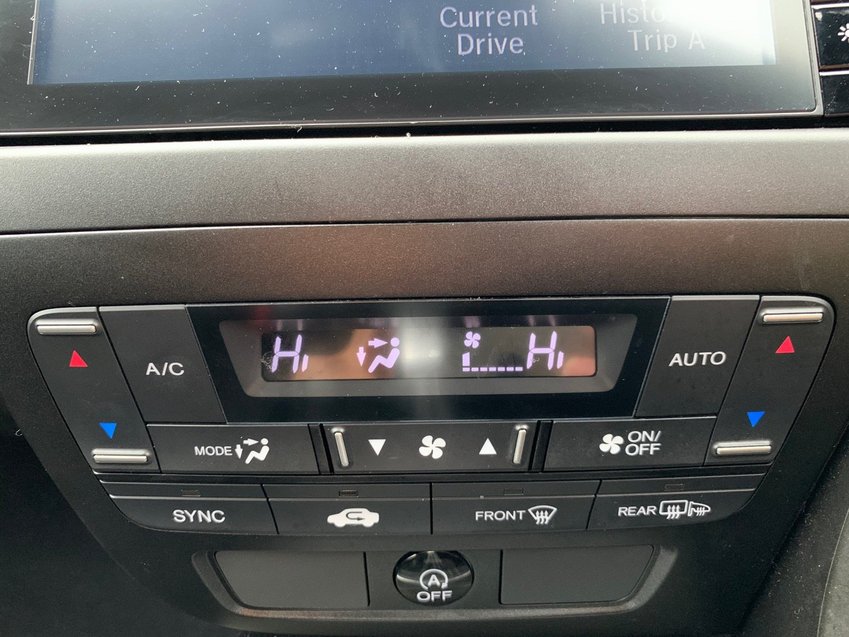 Current
Drive
Trip A
Hi
Hi
A/C
AUTO
MODE
ON/
OFF
SYNC
FRONT
REAR
A
OFF